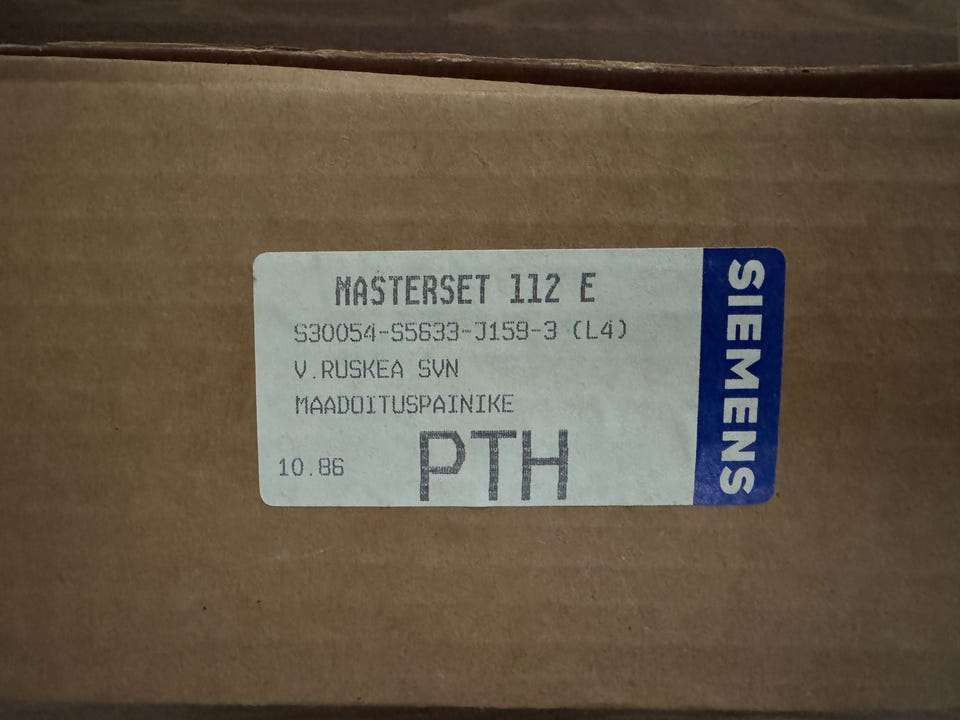 MASTERSET 112 E
S30054-S5633-J159-3 (L4)
V.RUSKEA SVN
MAADOITUSPAINIKE
10.86
PTH
SIEMENS